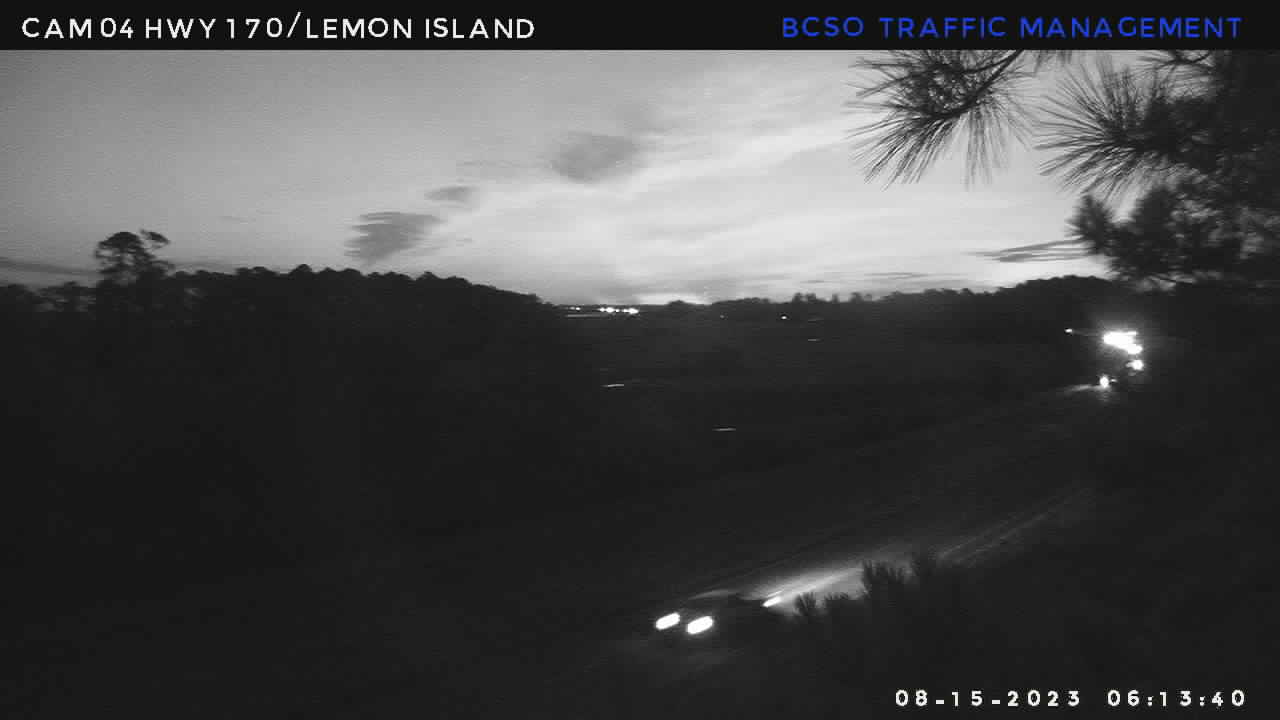 CAM04 HWY 170/LEMON ISLAND
BCSO TRAFFIC MANAGEMENT
08-15-2023 06:13:40